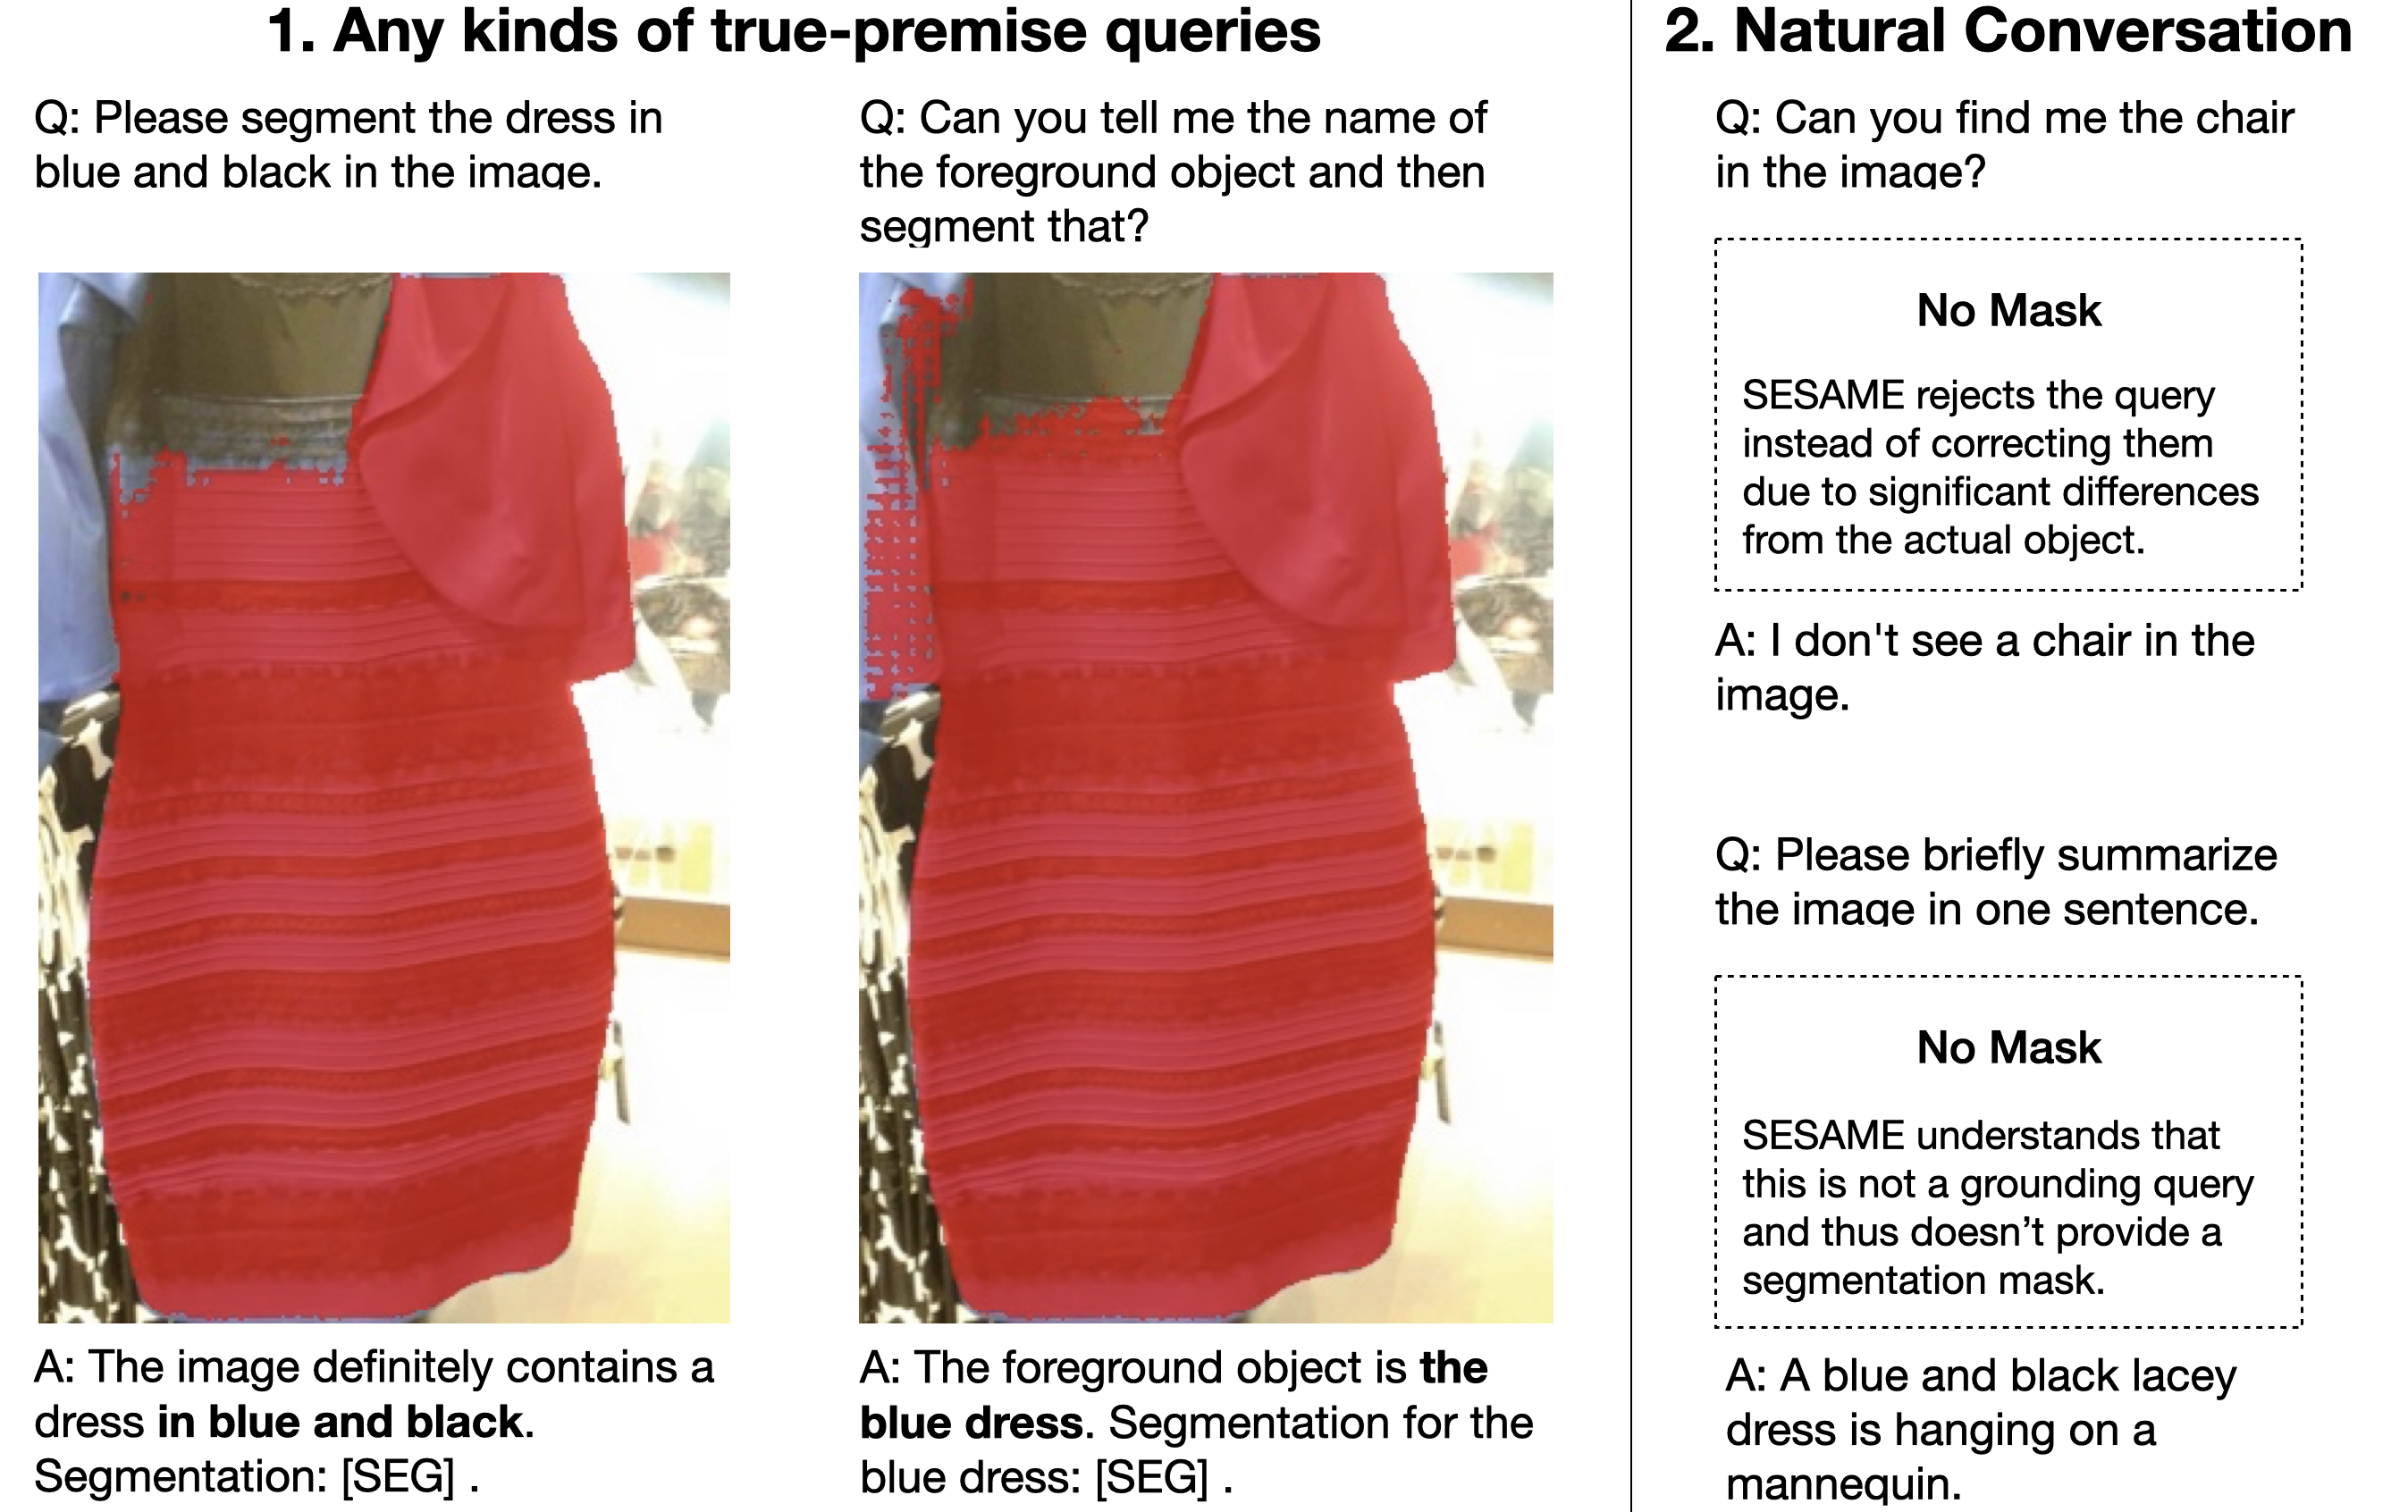 1. Any kinds of true-premise queries
Q: Please segment the dress in
blue and black in the image.
A: The image definitely contains a
dress in blue and black.
Segmentation: [SEG] .
Q: Can you tell me the name of
the foreground object and then
segment that?
A: The foreground object is the
blue dress. Segmentation for the
blue dress: [SEG] .
2. Natural Conversation
Q: Can you find me the chair
in the image?
No Mask
SESAME rejects the query
instead of correcting them
due to significant differences
from the actual object.
A: I don't see a chair in the
image.
Q: Please briefly summarize
the image in one sentence.
No Mask
SESAME understands that
this is not a grounding query
and thus doesn’t provide a
segmentation mask.
A: A blue and black lacey
dress is hanging on a
mannequin.